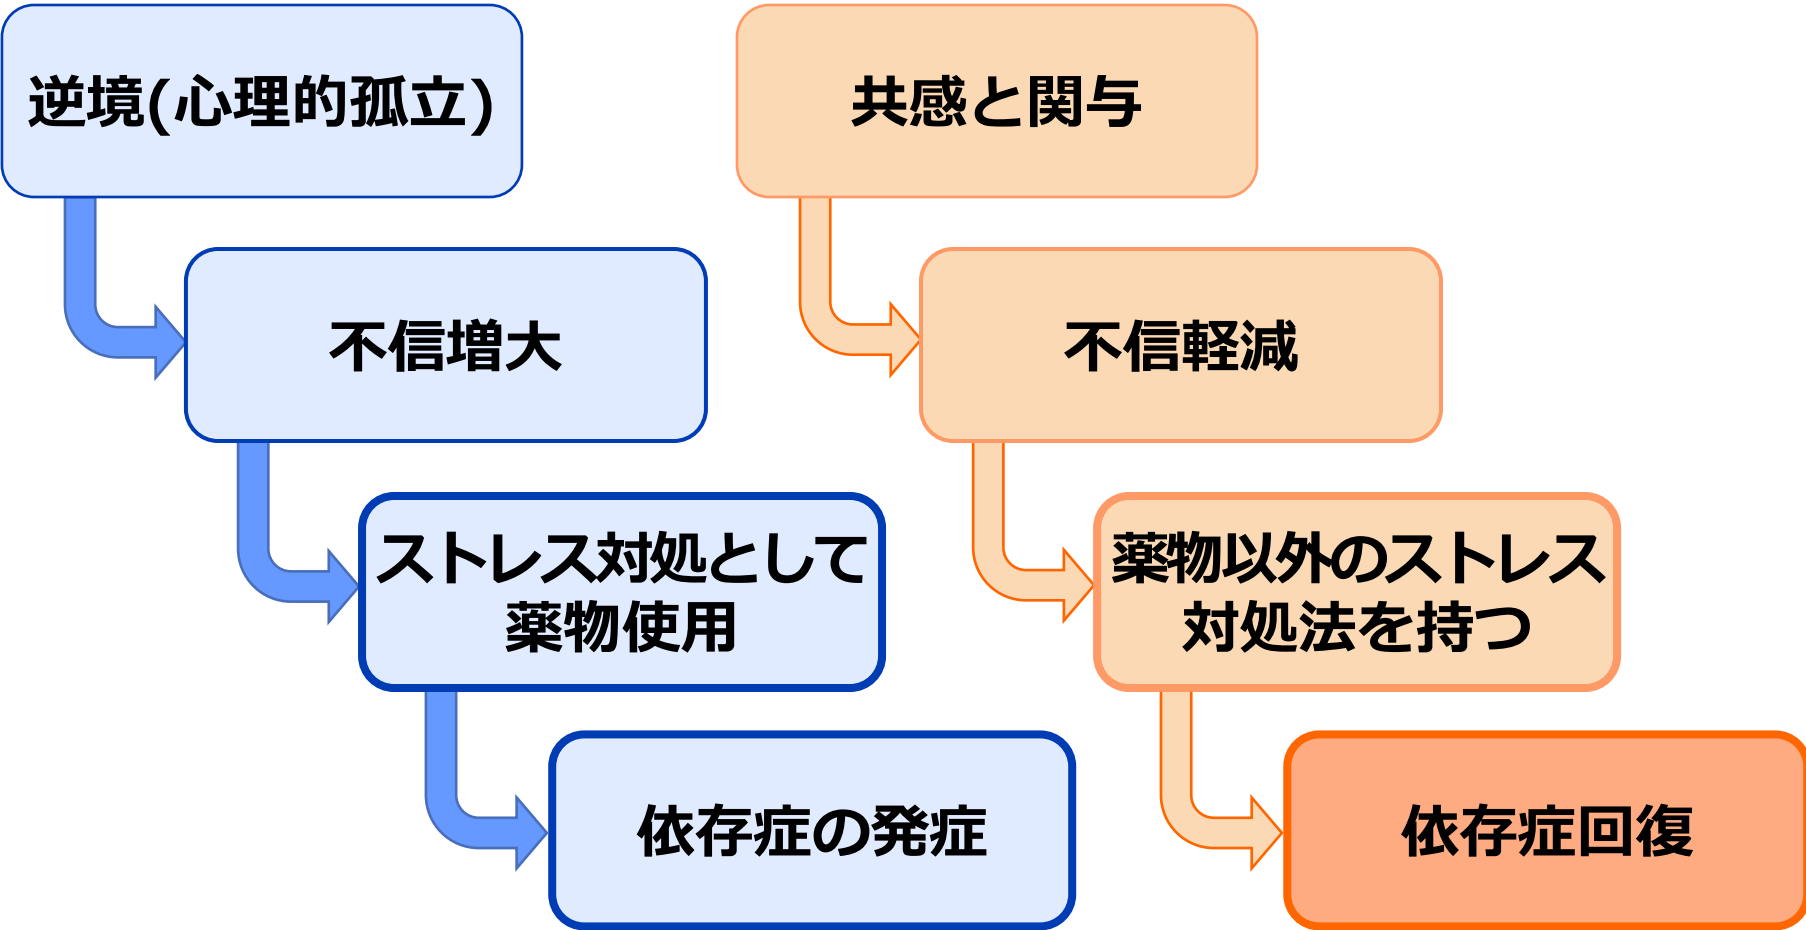 逆境(心理的孤立)
不信増大
ストレス対処として
薬物使用
依存症の発症
共感と関与
不信軽減
薬物以外のストレス
対処法を持つ
依存症回復